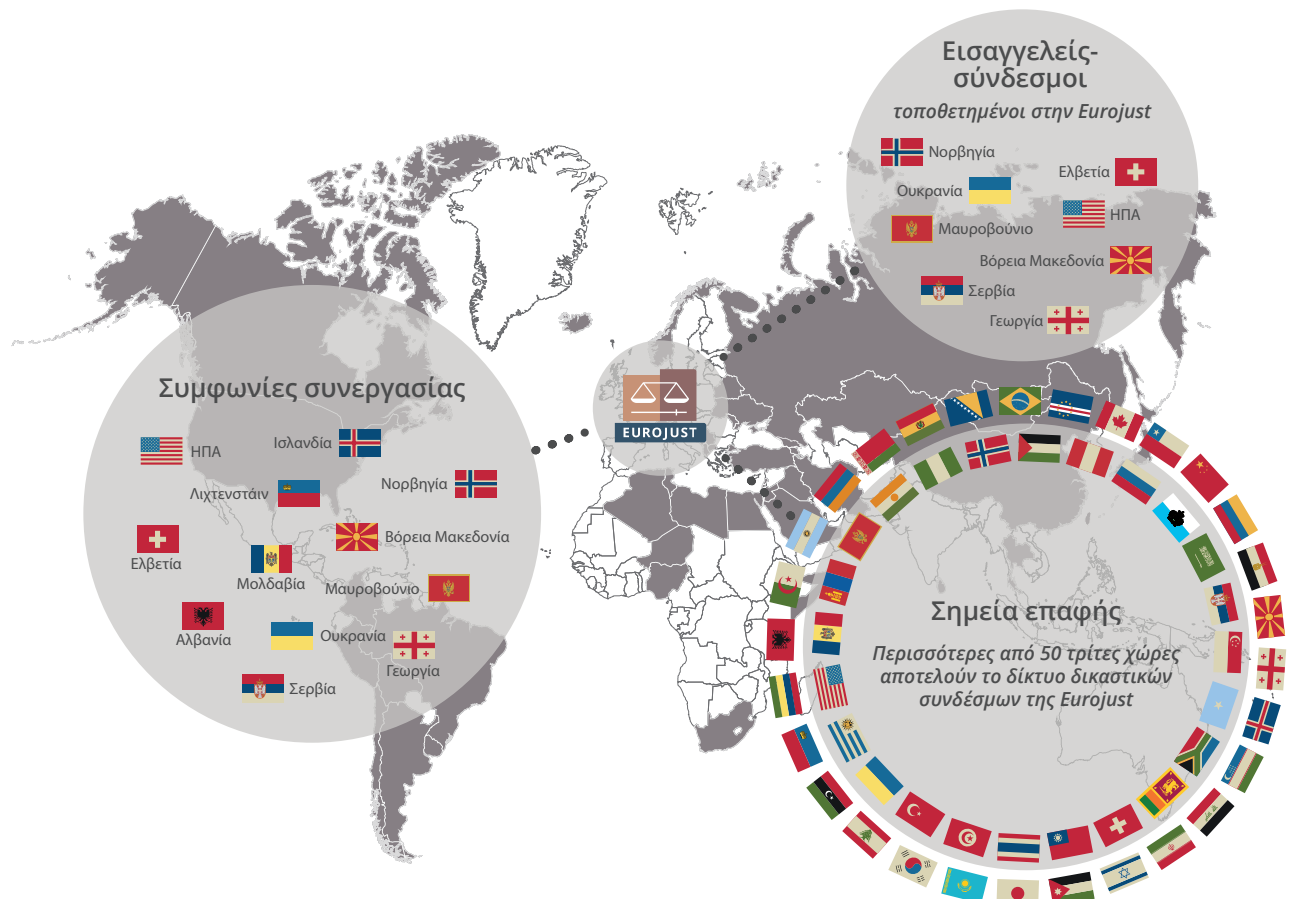 Εισαγγελείς-
σύνδεσμοι
τοποθετημένοι στην Eurojust
Νορβηγία
Ελβετία
Ουκρανία
ΗΠΑ
Μαυροβούνιο
Βόρεια Μακεδονία
Σερβία
Γεωργία
Συμφωνίες συνεργασίας
ΗΠΑ
Ισλανδία
Λιχτενστάιν
Νορβηγία
Ελβετία
Βόρεια Μακεδονία
Μολδαβία
Μαυροβούνιο
Αλβανία
Ουκρανία
Γεωργία
Σερβία
EUROJUST
Σημεία επαφής
Περισσότερες από 50 τρίτες χώρες
αποτελούν το δίκτυο δικαστικών
συνδέσμων της Eurojust